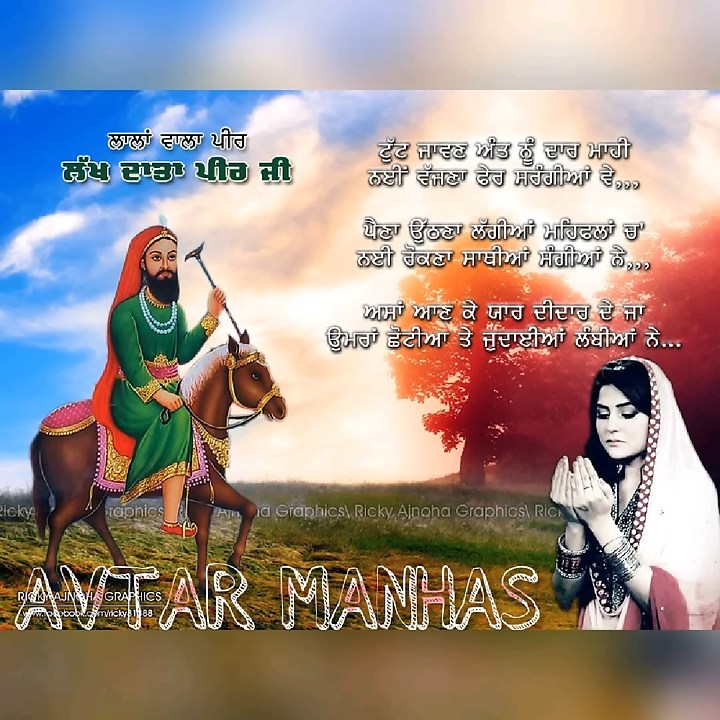 ਲਾਲਾਂ ਵਾਲਾ ਪੀਰ
ਲੱਖ ਦਾਤਾ ਪੀਰ ਜੀ
ਟੁੱਟ ਜਾਵਣ ਅੰਤ ਨੂੰ ਦਾਰ ਮਾਹੀ
ਨਈਂ ਵੱਜਣਾ ਫੇਰ ਸਰੰਗੀਆਂ ਵੇ,,,
ਪੈਣਾ ਉੱਠਣਾ ਲੱਗੀਆਂ ਮਹਿਫਲਾਂ ਚ'
ਨਈ ਰੋਕਣਾ ਸਾਥੀਆਂ ਸੰਗੀਆਂ ਨੇ,,,
ਅਸਾਂ ਆਣ ਕੇ ਯਾਰ ਦੀਦਾਰ ਦੇ ਜਾ
ਉਮਰਾਂ ਛੋਟੀਆ ਤੇ ਜੁਦਾਈਆਂ ਲੰਬੀਆਂ ਨੇ...
Ricky Graphics\ Ajnoha Graphics\ Ricky Ajnoha Graphics\
AVTAR MANHAS
RICKY AJNOHA GRAPHICS